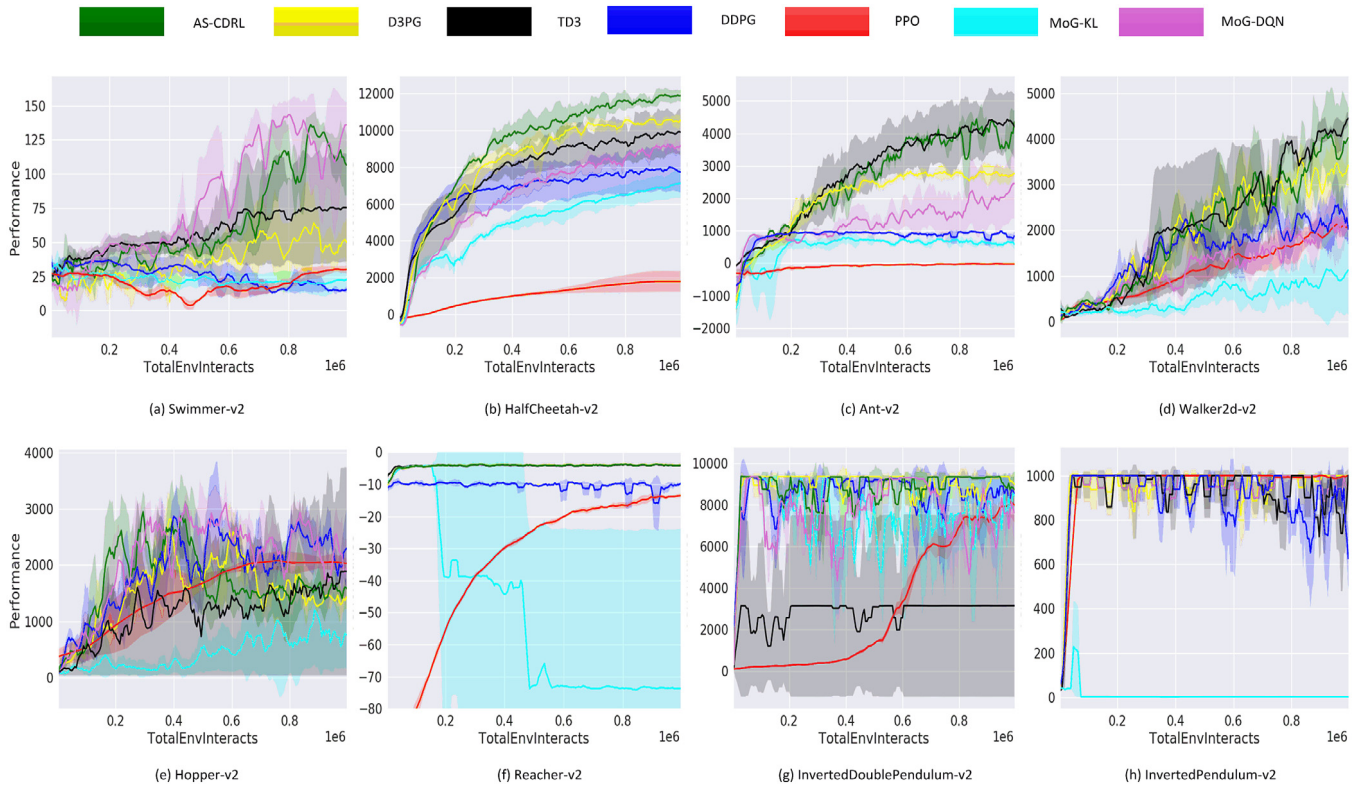 AS-CDRL D3PG TD3 DDPG PPO MoG-KL MoG-DQN
Performance
150
125
100
75
50
25
0
0.2 0.4 0.6 0.8 1e6
TotalEnvInteracts
(a) Swimmer-v2
12000
10000
8000
6000
4000
2000
0
0.2 0.4 0.6 0.8 1e6
TotalEnvInteracts
(b) HalfCheetah-v2
5000
4000
3000
2000
1000
0
−1000
−2000
0.2 0.4 0.6 0.8 1e6
TotalEnvInteracts
(c) Ant-v2
5000
4000
3000
2000
1000
0
0.2 0.4 0.6 0.8 1e6
TotalEnvInteracts
(d) Walker2d-v2
Performance
4000
3000
2000
1000
0
0.2 0.4 0.6 0.8 1e6
TotalEnvInteracts
(e) Hopper-v2
0
−10
−20
−30
−40
−50
−60
−70
−80
0.2 0.4 0.6 0.8 1e6
TotalEnvInteracts
(f) Reacher-v2
10000
8000
6000
4000
2000
0
0.2 0.4 0.6 0.8 1e6
TotalEnvInteracts
(g) InvertedDoublePendulum-v2
1000
800
600
400
200
0
0.2 0.4 0.6 0.8 1e6
TotalEnvInteracts
(h) InvertedPendulum-v2